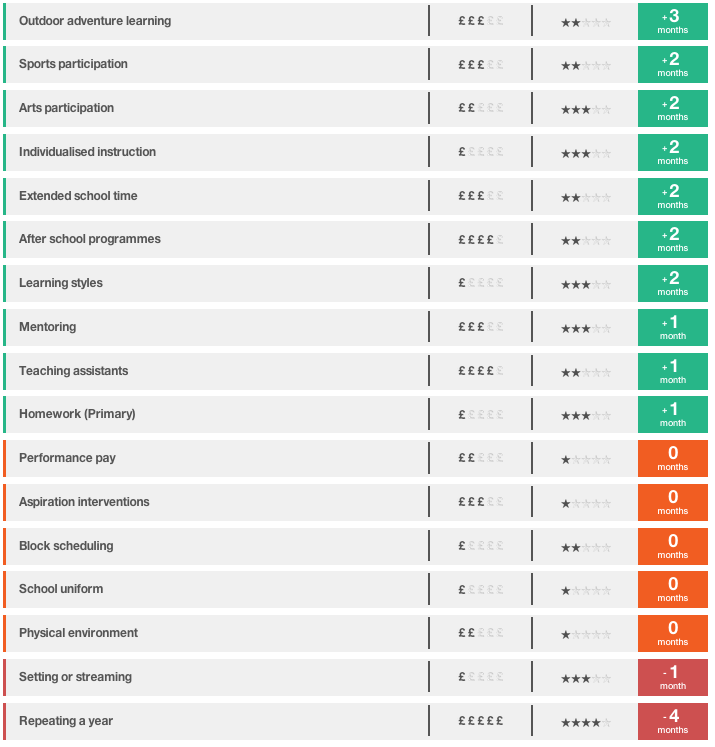 Outdoor adventure learning £££££ ★★☆☆☆ +3 months
Sports participation £££££ ★★☆☆☆ +2 months
Arts participation £££££ ★★★☆☆ +2 months
Individualised instruction £££££ ★★★☆☆ +2 months
Extended school time £££££ ★★☆☆☆ +2 months
After school programmes £££££ ★★☆☆☆ +2 months
Learning styles £££££ ★★★☆☆ +2 months
Mentoring £££££ ★★★☆☆ +1 month
Teaching assistants £££££ ★★☆☆☆ +1 month
Homework (Primary) £££££ ★★★☆☆ +1 month
Performance pay £££££ ★☆☆☆☆ 0 months
Aspiration interventions £££££ ★☆☆☆☆ 0 months
Block scheduling £££££ ★★☆☆☆ 0 months
School uniform £££££ ★☆☆☆☆ 0 months
Physical environment £££££ ★☆☆☆☆ 0 months
Setting or streaming £££££ ★★★☆☆ -1 month
Repeating a year £££££ ★★★★☆ -4 months